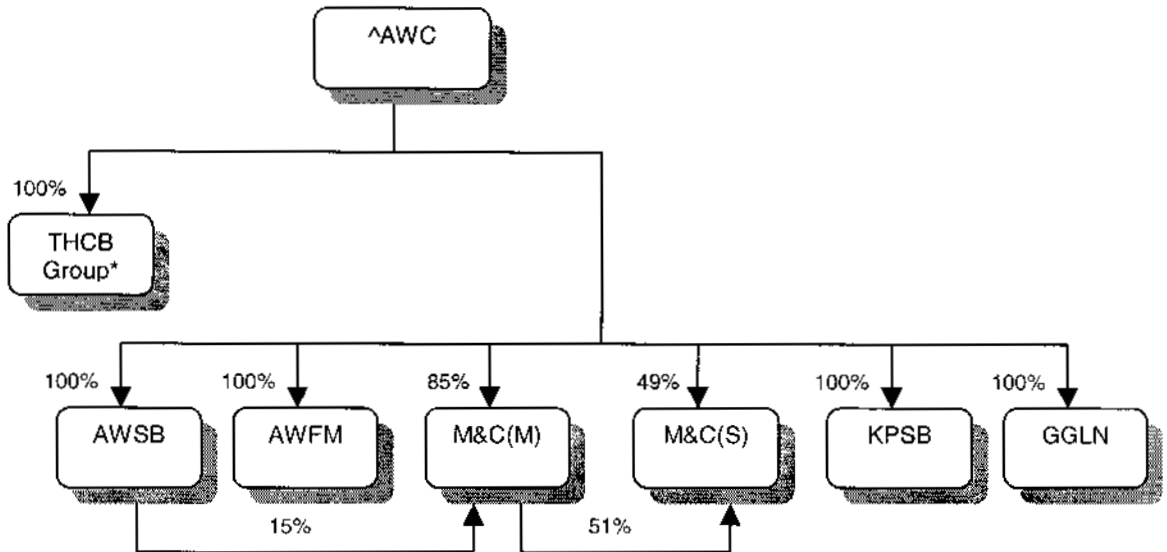 ^AWC
100%
THCB
Group*
100%
100%
85%
49%
100%
100%
AWSB
AWFM
M&C(M)
M&C(S)
KPSB
GGLN
15%
51%